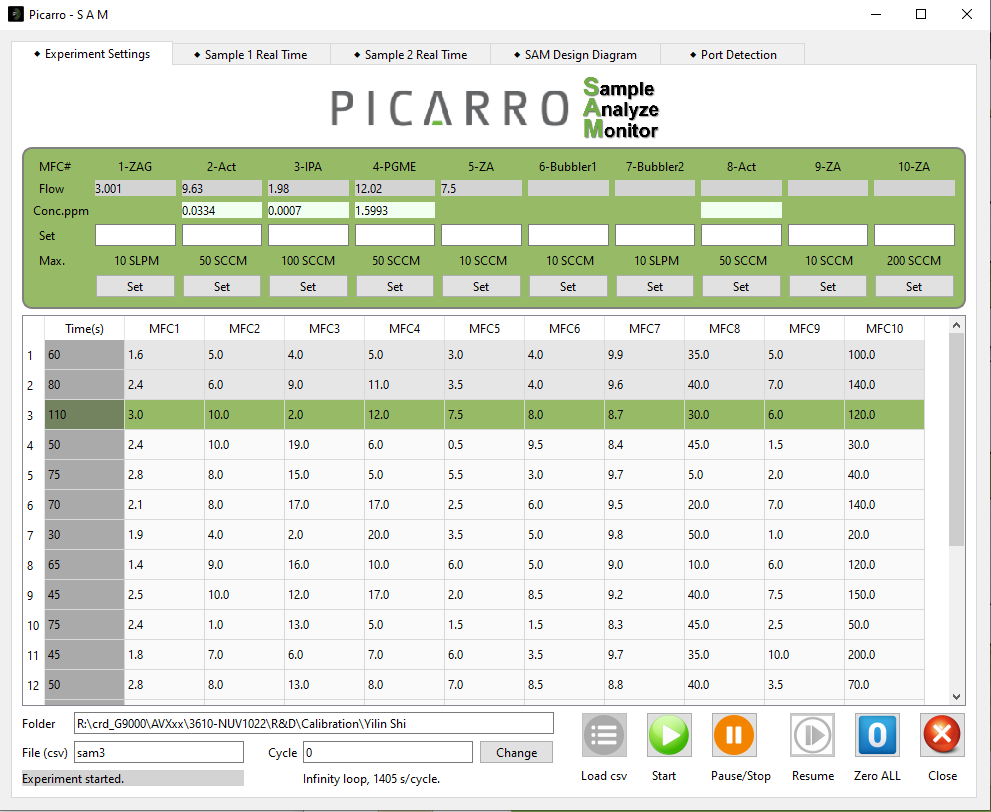 Picarro - S A M
◆ Experiment Settings ◆ Sample 1 Real Time ◆ Sample 2 Real Time ◆ SAM Design Diagram ◆ Port Detection
PICARRO
Sample
Analyze
Monitor
MFC# 1-ZAG 2-Act 3-IPA 4-PGME 5-ZA 6-Bubbler1 7-Bubbler2 8-Act 9-ZA 10-ZA
Flow 3.001 9.63 1.98 12.02 7.5
Conc.ppm 0.0334 0.0007 1.5993
Set
Max. 10 SLPM 50 SCCM 100 SCCM 50 SCCM 10 SCCM 10 SCCM 10 SLPM 50 SCCM 10 SCCM 200 SCCM
Set Set Set Set Set Set Set Set Set Set
Time(s) MFC1 MFC2 MFC3 MFC4 MFC5 MFC6 MFC7 MFC8 MFC9 MFC10
1 60 1.6 5.0 4.0 5.0 3.0 4.0 9.9 35.0 5.0 100.0
2 80 2.4 6.0 9.0 11.0 3.5 4.0 9.6 40.0 7.0 140.0
3 110 3.0 10.0 2.0 12.0 7.5 8.0 8.7 30.0 6.0 120.0
4 50 2.4 10.0 19.0 6.0 0.5 9.5 8.4 45.0 1.5 30.0
5 75 2.8 8.0 15.0 5.0 5.5 3.0 9.7 5.0 2.0 40.0
6 70 2.1 8.0 17.0 17.0 2.5 6.0 9.5 20.0 7.0 140.0
7 30 1.9 4.0 2.0 20.0 3.5 5.0 9.8 50.0 1.0 20.0
8 65 1.4 9.0 16.0 10.0 6.0 5.0 9.0 10.0 6.0 120.0
9 45 2.5 10.0 12.0 17.0 2.0 8.5 9.2 40.0 7.5 150.0
10 75 2.4 1.0 13.0 5.0 1.5 1.5 8.3 45.0 2.5 50.0
11 45 1.8 7.0 6.0 7.0 6.0 3.5 9.7 35.0 10.0 200.0
12 50 2.8 8.0 13.0 8.0 7.0 8.5 8.8 40.0 3.5 70.0
Folder R:\crd_G9000\AVXxx\3610-NUV1022\R&D\Calibration\Yilin Shi
File (csv) sam3 Cycle 0 Change
Experiment started. Infinity loop, 1405 s/cycle.
0
Load csv Start Pause/Stop Resume Zero ALL Close